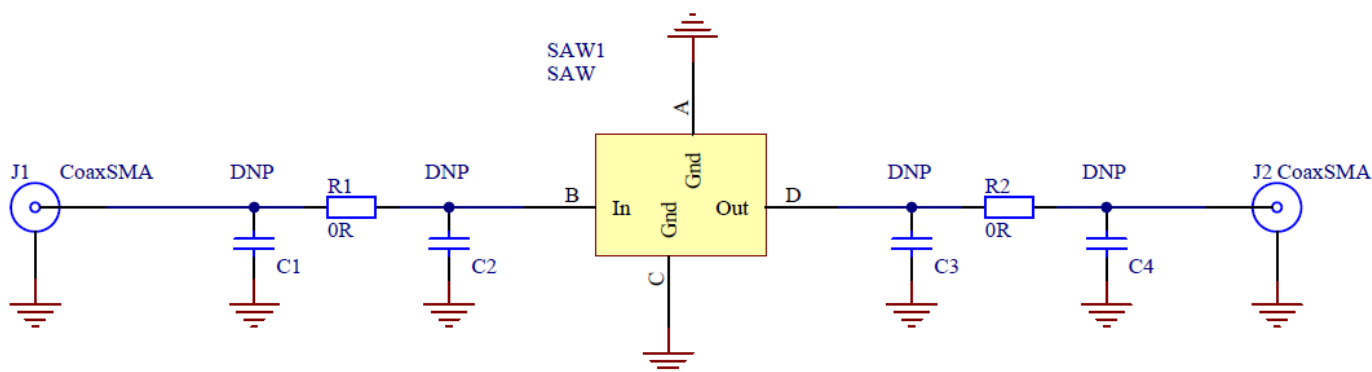 SAW1
SAW
A
J1 CoaxSMA
DNP
R1
DNP
Gnd
DNP
R2
DNP
J2 CoaxSMA
B
In
Gnd
Out
D
0R
0R
C1
C2
C
C3
C4